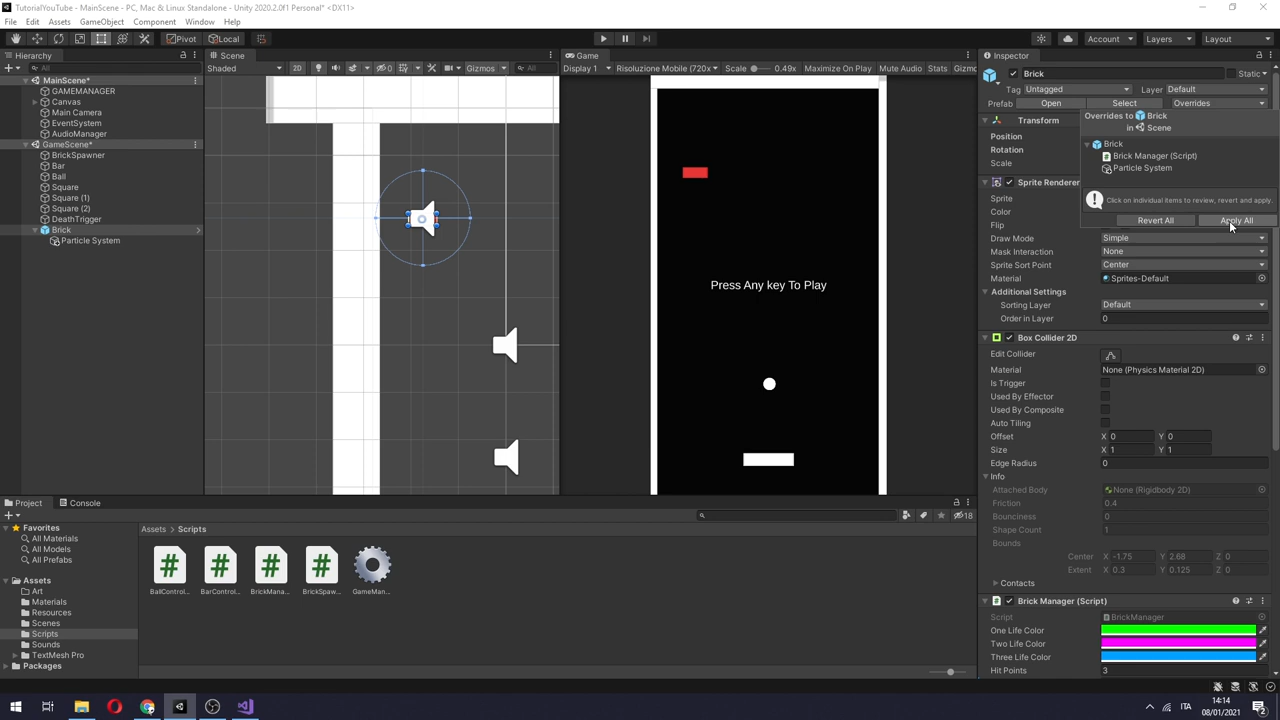 TutorialYouTube - MainScene - PC, Mac & Linux Standalone - Unity 2020.2.0f1 Personal* <DX11>
File Edit Assets GameObject Component Window Help
Pivot Local Account Layers Layout
Hierarchy
All
MainScene*
GAMEMANAGER
Canvas
Main Camera
EventSystem
AudioManager
GameScene*
BrickSpawner
Bar
Ball
Square
Square (1)
Square (2)
DeathTrigger
Brick
Particle System
Scene
Shaded 2D 0 Gizmos All
Game
Display 1 Risoluzione Mobile (720x Scale 0.49x Maximize On Play Mute Audio Stats Gizmo
Press Any key To Play
Inspector
Brick Static
Tag Untagged Layer Default
Prefab Open Select Overrides
Overrides to Brick
in Scene
Brick
Brick Manager (Script)
Particle System
Click on individual items to review, revert and apply.
Revert All Apply All
Transform
Position
Rotation
Scale
Sprite Renderer
Sprite
Color
Flip
Draw Mode Simple
Mask Interaction None
Sprite Sort Point Center
Material Sprites-Default
Additional Settings
Sorting Layer Default
Order in Layer 0
Box Collider 2D
Edit Collider
Material None (Physics Material 2D)
Is Trigger
Used By Effector
Used By Composite
Auto Tiling
Offset X 0 Y 0
Size X 1 Y 1
Edge Radius 0
Info
Attached Body None (Rigidbody 2D)
Friction 0.4
Bounciness 0
Shape Count 1
Bounds
Center X -1.75 Y 2.68 Z 0
Extent X 0.3 Y 0.125 Z 0
Contacts
Brick Manager (Script)
Script BrickManager
One Life Color
Two Life Color
Three Life Color
Hit Points 3
Project Console
18
Favorites
All Materials
All Models
All Prefabs
Assets
Art
Materials
Resources
Scenes
Scripts
Sounds
TextMesh Pro
Packages
Assets > Scripts
BallControl... BarControl... BrickMana... BrickSpaw... GameMan...
ITA
14:14
08/01/2021
2